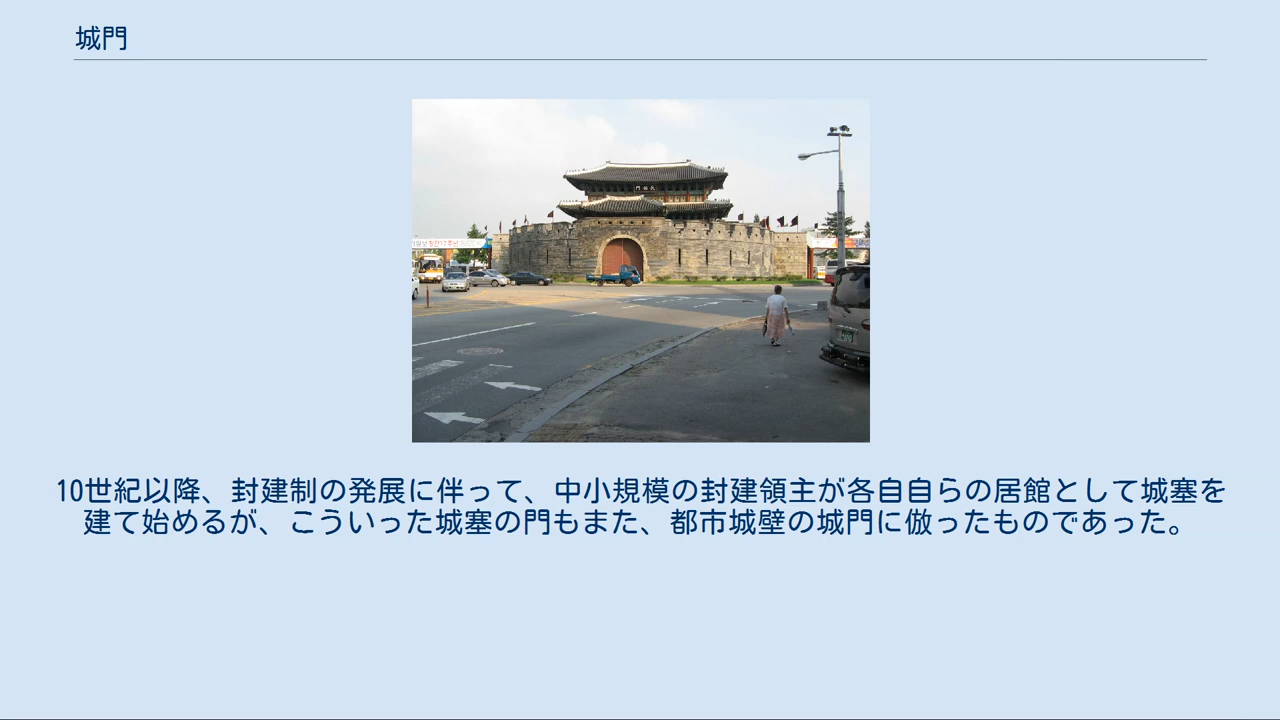 城門
10世紀以降、封建制の発展に伴って、中小規模の封建領主が各自自らの居館として城塞を
建て始めるが、こういった城塞の門もまた、都市城壁の城門に倣ったものであった。